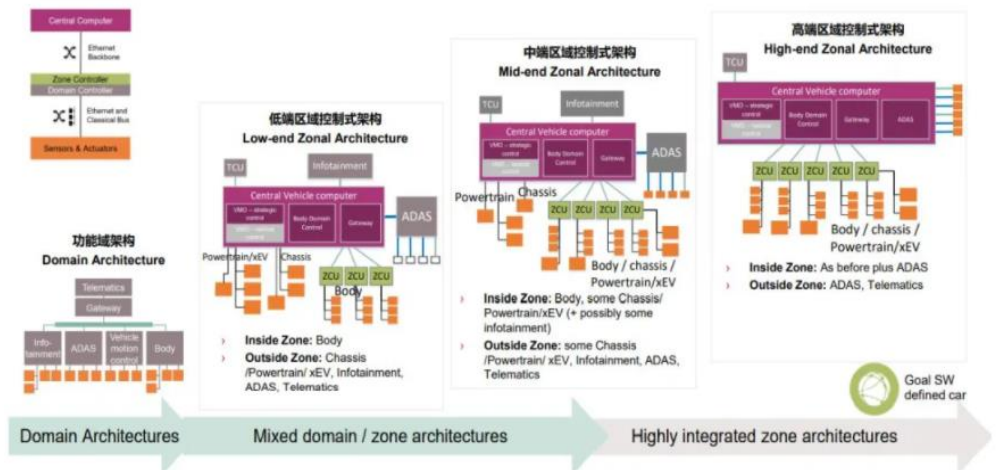 Central Computer
Ethernet
Backbone
Zone Controller
Domain Controller
Ethernet and
Classical Bus
Sensors & Actuators
功能域架构
Domain Architecture
Telematics
Gateway
Info-
tainment
ADAS
Vehicle
motion
control
Body
低端区域控制式架构
Low-end Zonal Architecture
TCU
Infotainment
Central Vehicle computer
VMO – strategic
control
Body Domain
Control
Gateway
ADAS
Powertrain/xEV
Chassis
ZCU
ZCU
ZCU
Body
› Inside Zone: Body
› Outside Zone: Chassis
/Powertrain/ xEV, Infotainment,
ADAS, Telematics
中端区域控制式架构
Mid-end Zonal Architecture
TCU
Infotainment
Central Vehicle computer
VMO – strategic
control
Body Domain
Control
Gateway
ADAS
Powertrain
Chassis
ZCU
ZCU
ZCU
ZCU
Body / chassis /
Powertrain/xEV
› Inside Zone: Body, some Chassis/
Powertrain/xEV (+ possibly some
infotainment)
› Outside Zone: some Chassis
/Powertrain/ xEV, Infotainment, ADAS,
Telematics
高端区域控制式架构
High-end Zonal Architecture
TCU
Central Vehicle computer
VMO – strategic
control
Body Domain
Control
Gateway
ADAS
ZCU
ZCU
ZCU
ZCU
ZCU
Body / chassis /
Powertrain/xEV
› Inside Zone: As before plus ADAS
› Outside Zone: ADAS, Telematics
Goal SW
defined car
Domain Architectures
Mixed domain / zone architectures
Highly integrated zone architectures